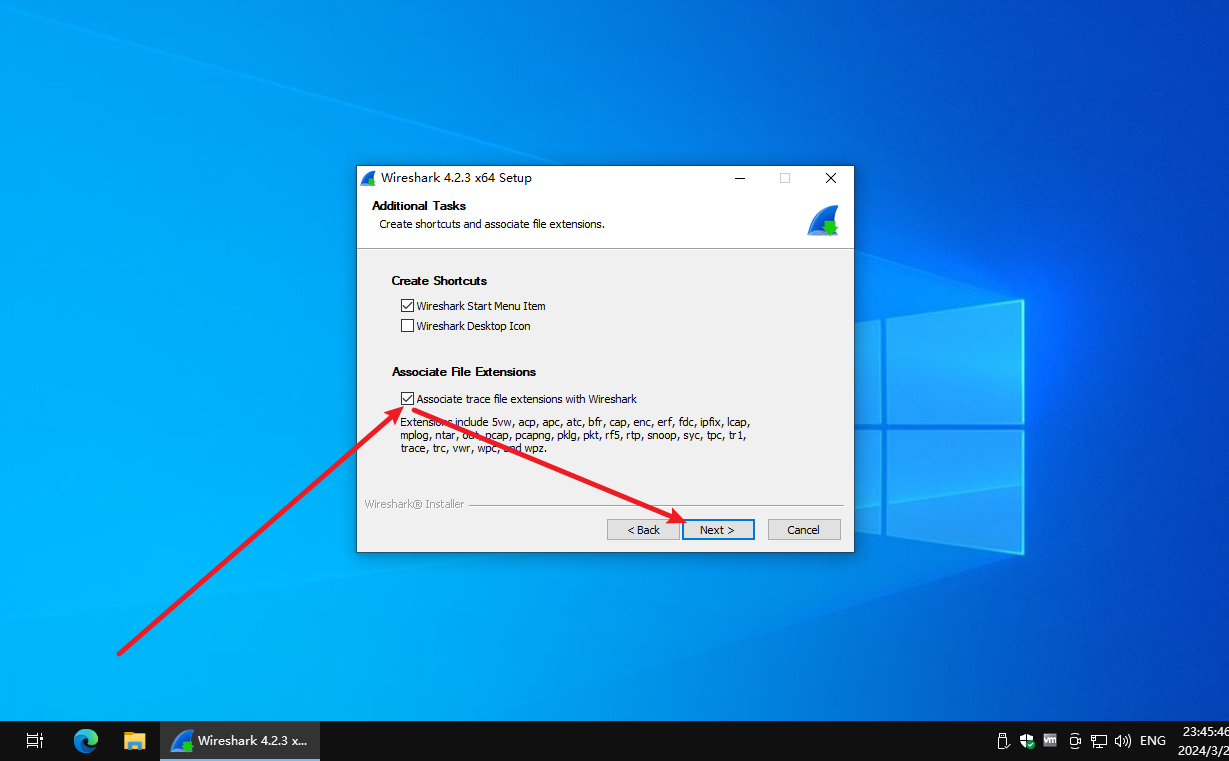 Wireshark 4.2.3 x64 Setup
Additional Tasks
Create shortcuts and associate file extensions.
Create Shortcuts
Wireshark Start Menu Item
Wireshark Desktop Icon
Associate File Extensions
Associate trace file extensions with Wireshark
Extensions include 5vw, acp, apc, atc, bfr, cap, enc, erf, fdc, ipfix, lcap,
mplog, ntar, out, pcap, pcapng, pklg, pkt, rf5, rtp, snoop, syc, tpc, tr1,
trace, trc, vwr, wpc, and wpz.
Wireshark® Installer
< Back
Next >
Cancel
Wireshark 4.2.3 x...
vm
ENG
23:45:46
2024/3/2